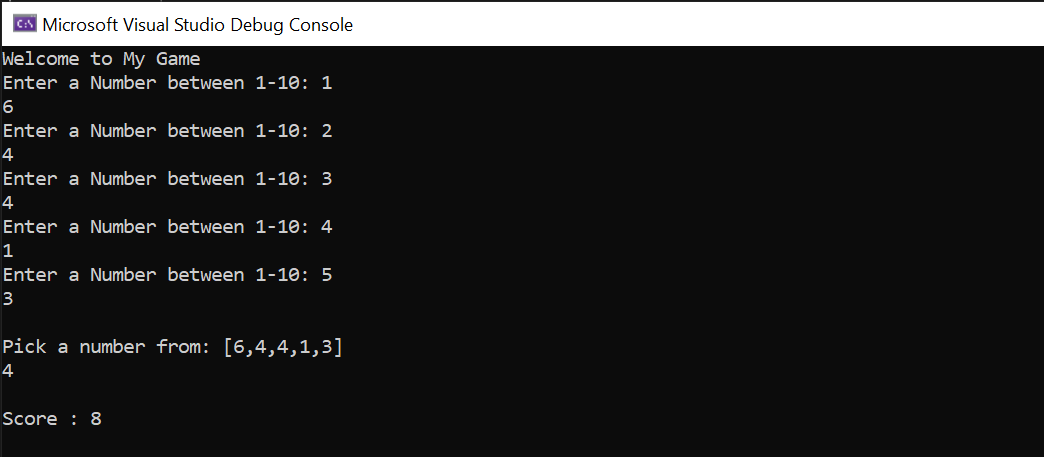 Microsoft Visual Studio Debug Console
Welcome to My Game
Enter a Number between 1-10: 1
6
Enter a Number between 1-10: 2
4
Enter a Number between 1-10: 3
4
Enter a Number between 1-10: 4
1
Enter a Number between 1-10: 5
3
Pick a number from: [6,4,4,1,3]
4
Score : 8